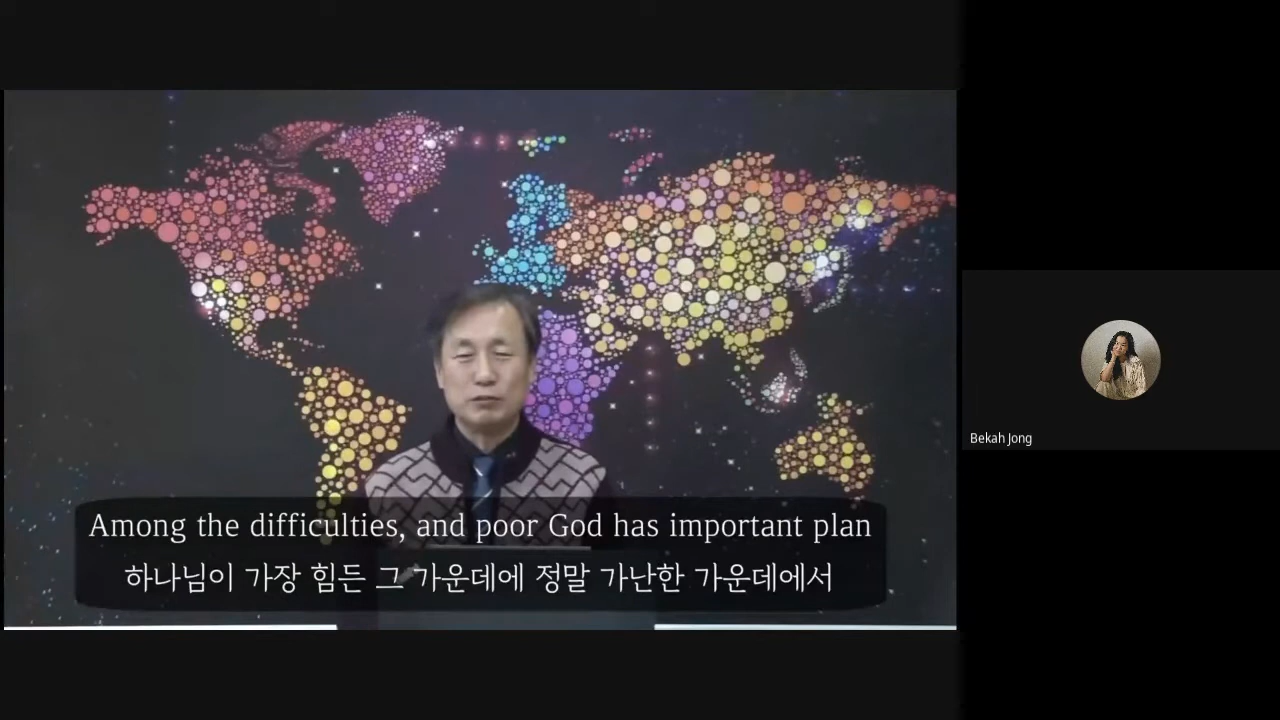 Among the difficulties, and poor God has important plan
하나님이 가장 힘든 그 가운데에 정말 가난한 가운데에서
Bekah Jong